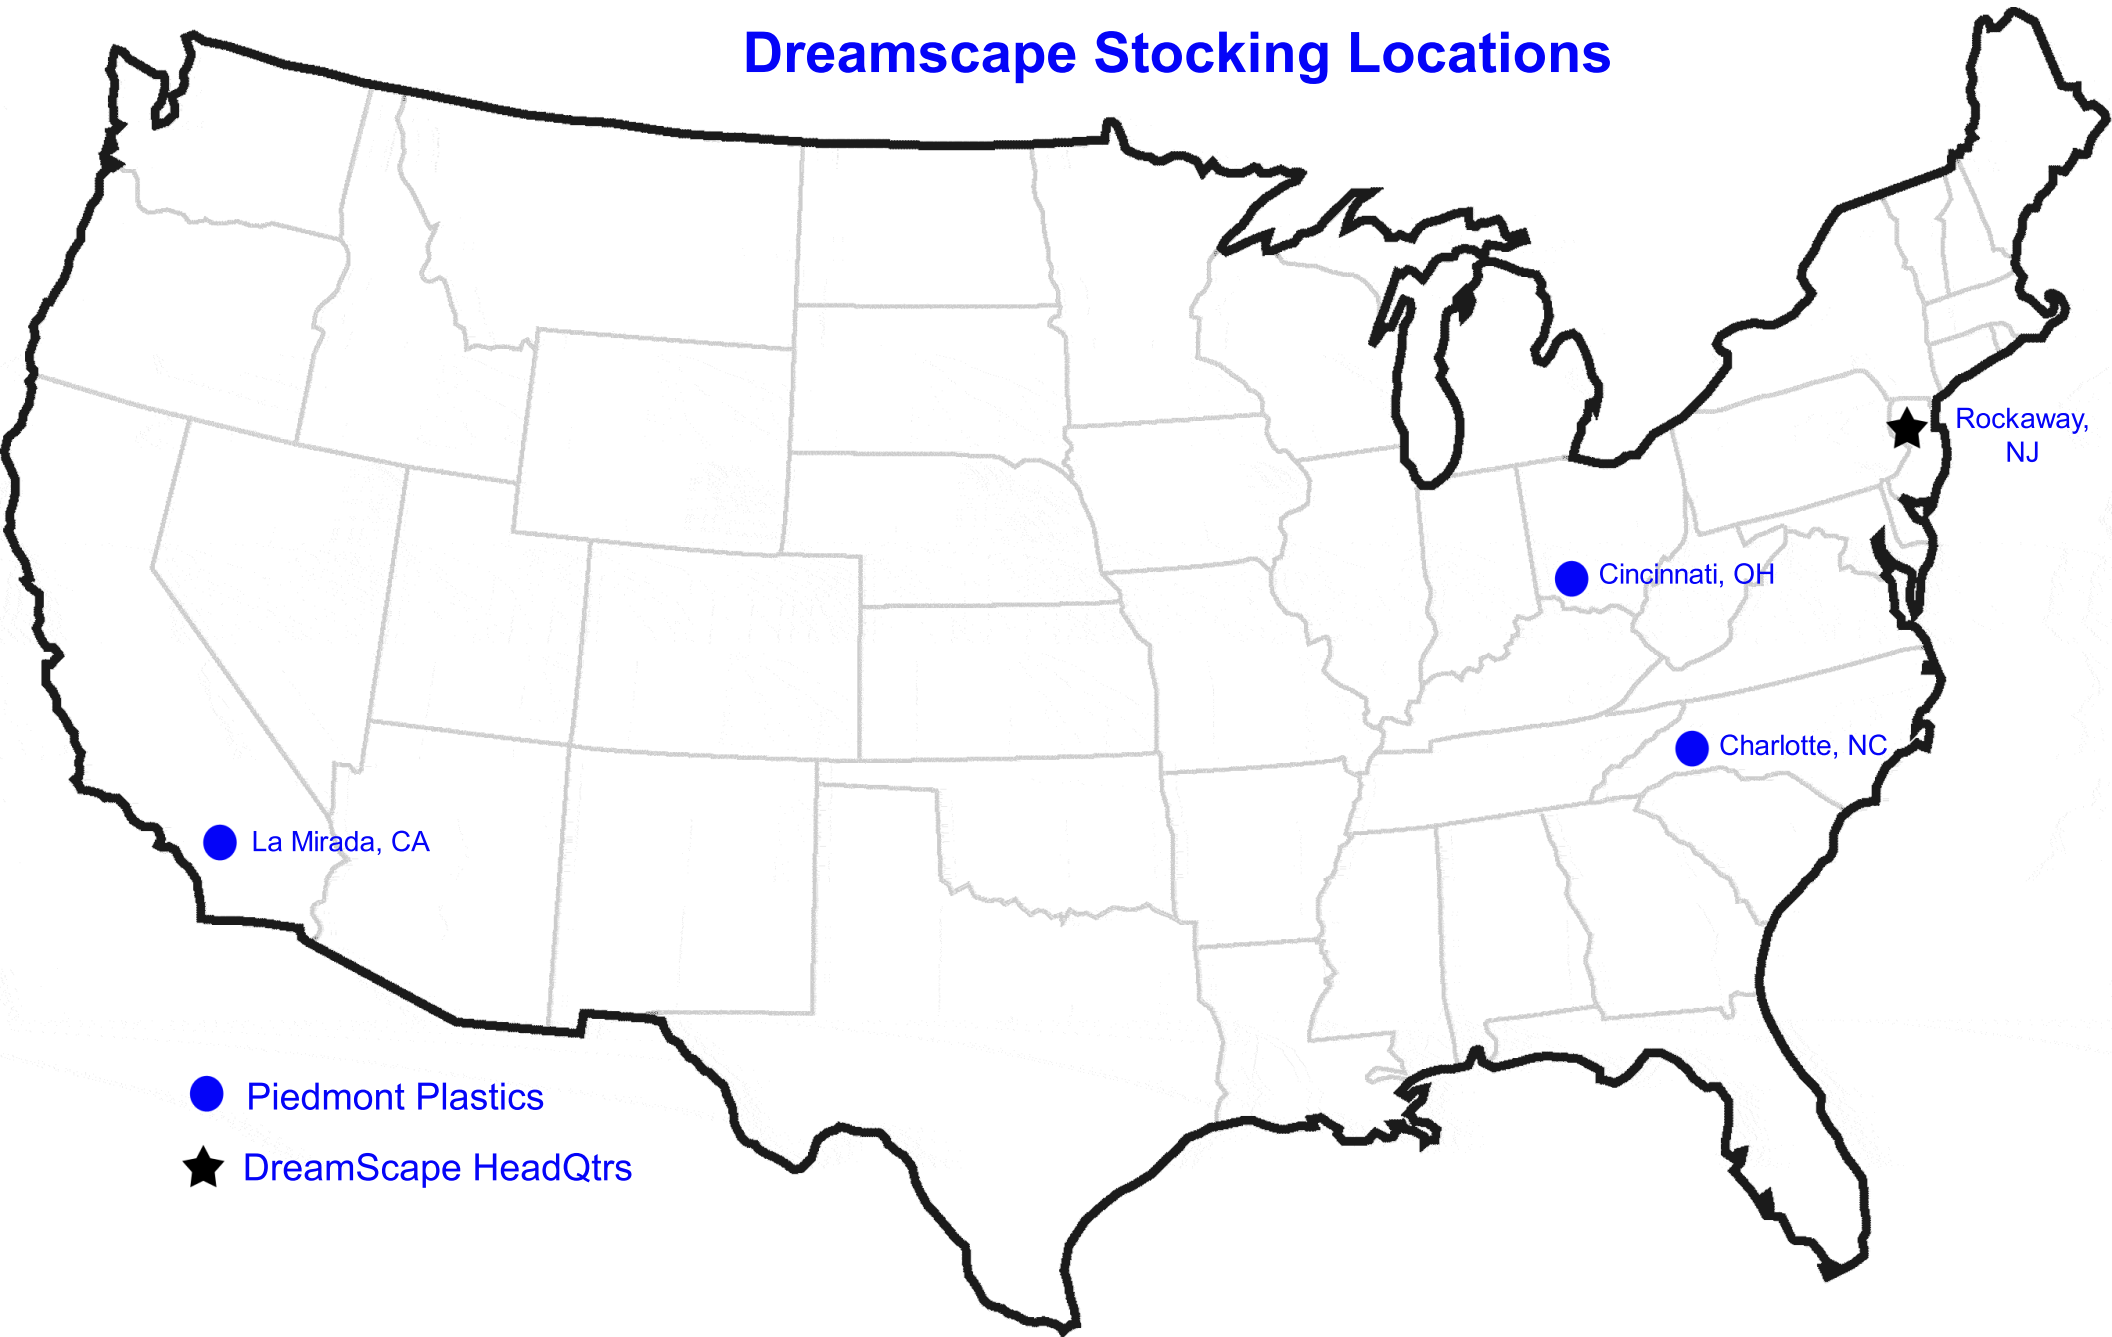 Dreamscape Stocking Locations
Rockaway,
NJ
Cincinnati, OH
Charlotte, NC
La Mirada, CA
Piedmont Plastics
DreamScape HeadQtrs